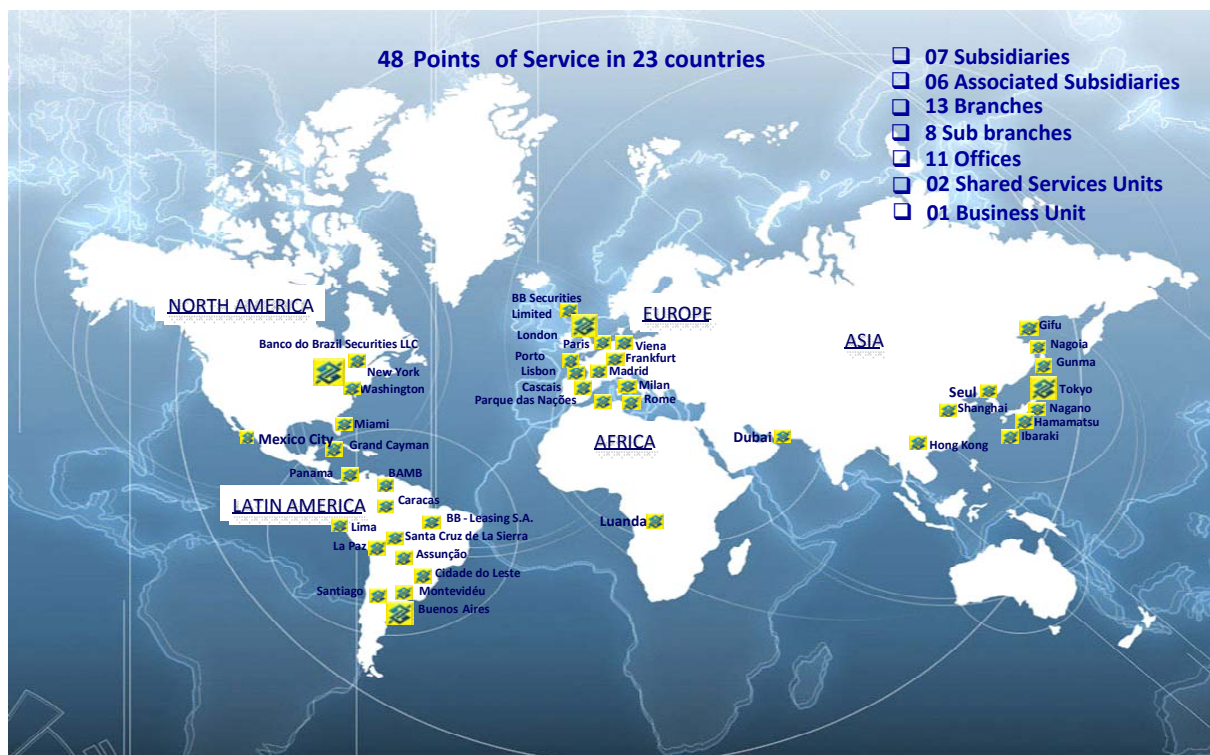 48 Points of Service in 23 countries
07 Subsidiaries
06 Associated Subsidiaries
13 Branches
8 Sub branches
11 Offices
02 Shared Services Units
01 Business Unit
NORTH AMERICA
Banco do Brazil Securities LLC
New York
Washington
Miami
Mexico City
Grand Cayman
Panama
BAMB
LATIN AMERICA
Caracas
BB - Leasing S.A.
Lima
Santa Cruz de La Sierra
La Paz
Assunção
Cidade do Leste
Santiago
Montevidéu
Buenos Aires
EUROPE
BB Securities
Limited
London
Paris
Viena
Porto
Frankfurt
Lisbon
Madrid
Cascais
Milan
Parque das Nações
Rome
AFRICA
Luanda
ASIA
Dubai
Gifu
Nagoia
Gunma
Seul
Tokyo
Shanghai
Nagano
Hamamatsu
Ibaraki
Hong Kong